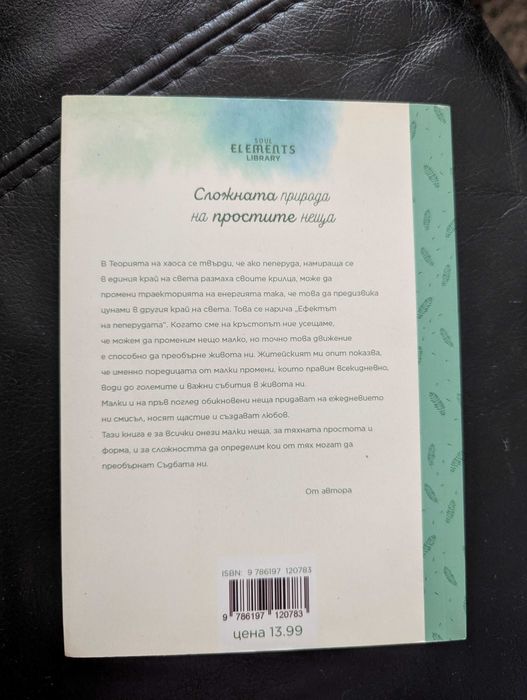 SOUL
ELEMENTS
LIBRARY
Сложната природа
на простите неща
В Теорията на хаоса се твърди, че ако пеперуда, намираща се
в единия край на света размаха своите крилца, може да
промени траекторията на енергията така, че това да предизвика
цунами в другия край на света. Това се нарича „Ефектът
на пеперудата“. Когато сме на кръстопът ние усещаме,
че можем да променим нещо малко, но точно това движение
е способно да преобърне живота ни. Житейският ми опит показва,
че именно поредицата от малки промени, които правим всекидневно,
води до големите и важни събития в живота ни.
Малки и на пръв поглед обикновени неща придават на ежедневието
ни смисъл, носят щастие и създават любов.
Тази книга е за всички онези малки неща, за тяхната простота и
форма, и за сложността да определим кои от тях могат да
преобърнат Съдбата ни.
От автора
ISBN: 9 786197 120783
9 786197 120783
цена 13.99